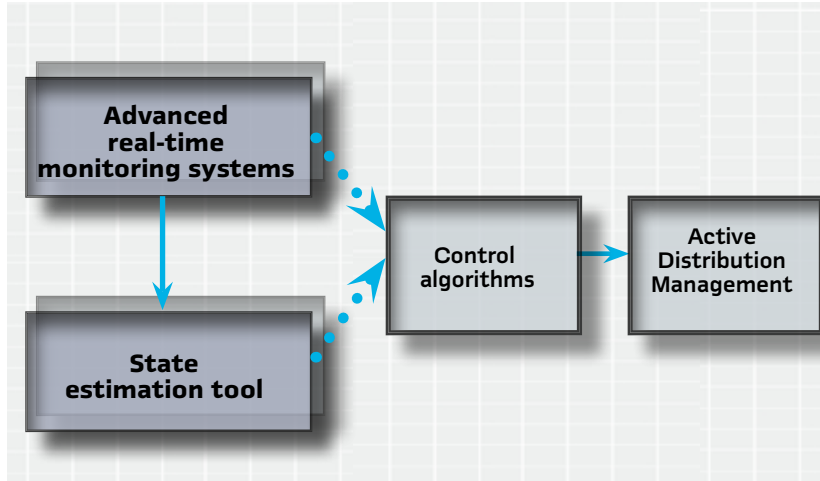 Advanced
real-time
monitoring systems
State
estimation tool
Control
algorithms
Active
Distribution
Management